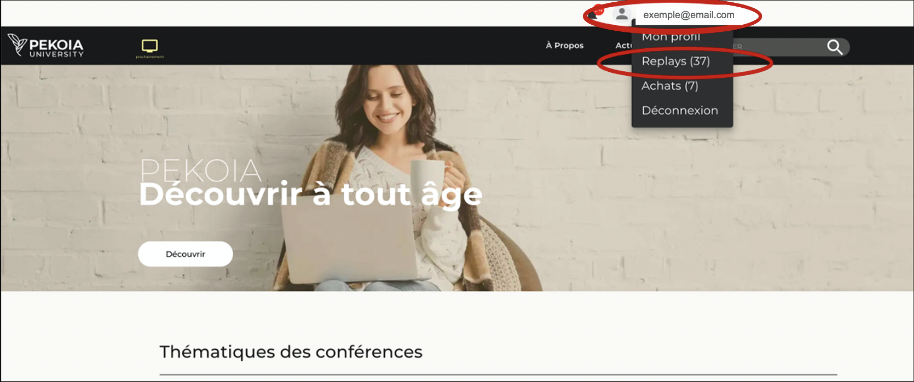 exemple@email.com
PEKOIA
UNIVERSITY
prochainement
À Propos
Actu
Mon profil
Replays (37)
Achats (7)
Déconnexion
PEKOIA
Découvrir à tout âge
Découvrir
Thématiques des conférences